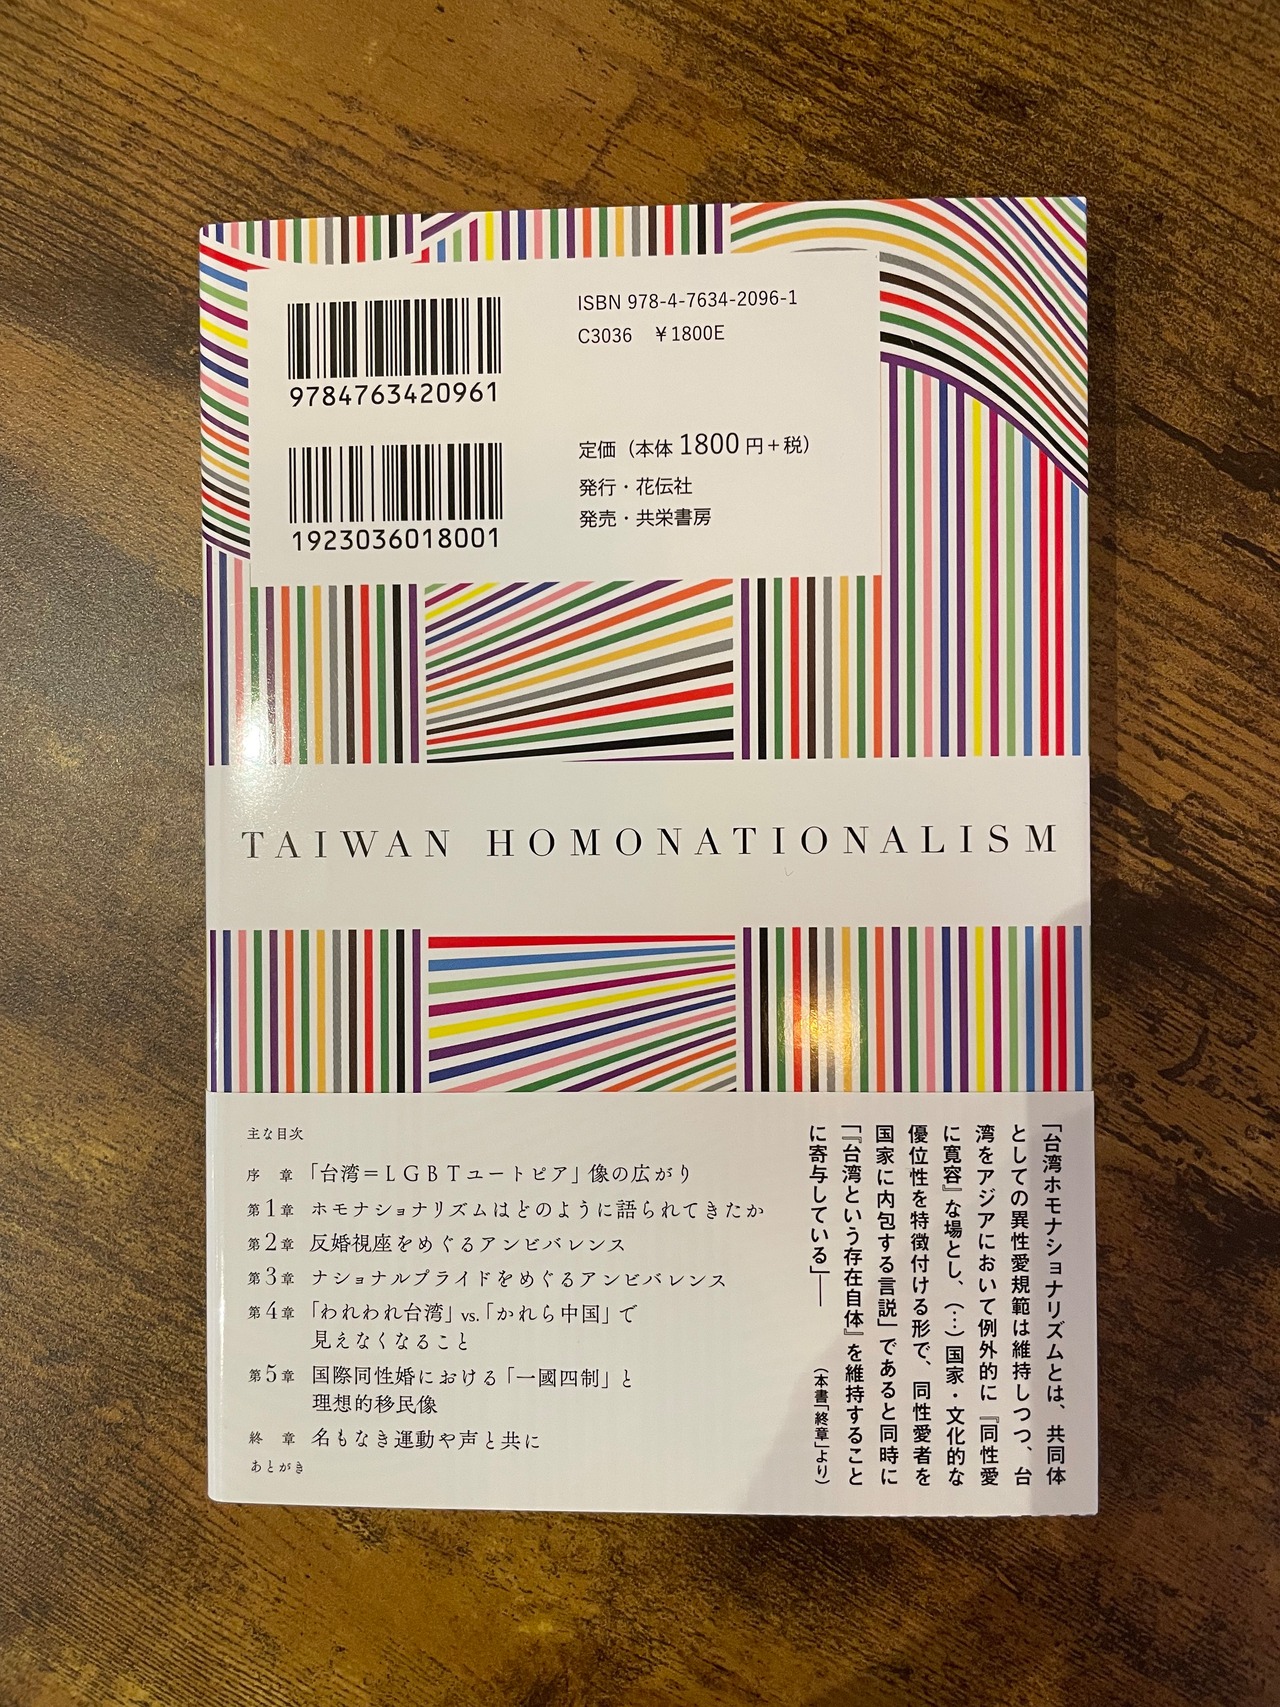 9784763420961
1923036018001
ISBN 978-4-7634-2096-1
C3036 ¥1800E
定価（本体 1800 円+税）
発行・花伝社
発売・共栄書房
TAIWAN HOMONATIONALISM
主な目次
序 章 「台湾＝LGBTユートピア」像の広がり
第1章 ホモナショナリズムはどのように語られてきたか
第2章 反婚視座をめぐるアンビバレンス
第3章 ナショナルプライドをめぐるアンビバレンス
第4章 「われわれ台湾」vs.「かれら中国」で
見えなくなること
第5章 国際同性婚における「一國四制」と
理想的移民像
終 章 名もなき運動や声と共に
あとがき
「台湾ホモナショナリズムとは、共同体
としての異性愛規範は維持しつつ、台
湾をアジアにおいて例外的に『同性愛
に寛容』な場とし、（…）国家・文化的な
優位性を特徴付ける形で、同性愛者を
国家に内包する言説」であると同時に
「『台湾という存在自体』を維持すること
に寄与している」──
（本書「終章」より）